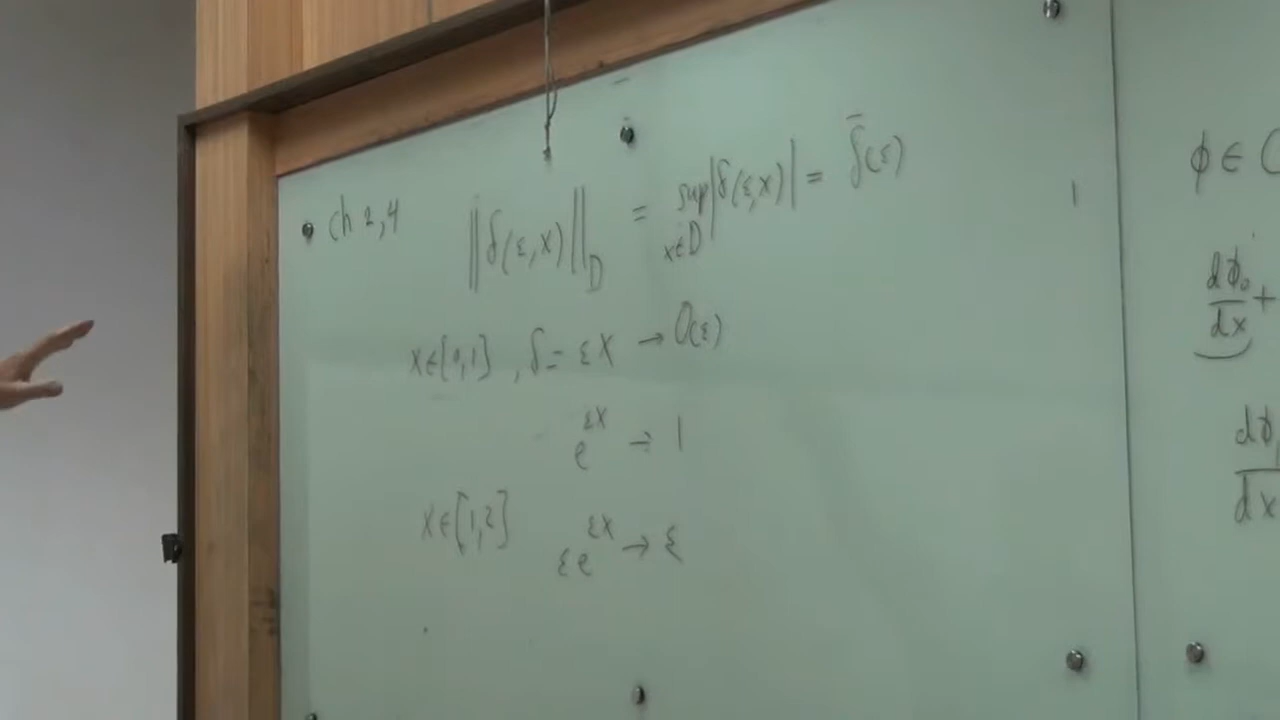 • Ch 2,4
‖δ(ε,x)‖_D = sup_{x∈D} |δ(ε,x)| = δ̄(ε)
x∈[0,1], δ = εx → O(ε)
e^{εx} → 1
x∈[1,2] εe^{εx} → ε
ϕ ∈ C
dϕ₀/dx +
dϕ/dx